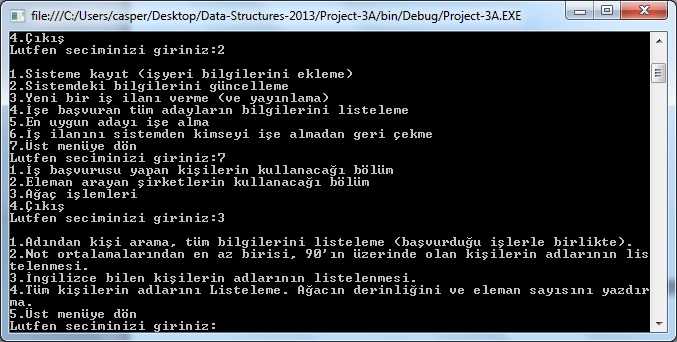 file:///C:/Users/casper/Desktop/Data-Structures-2013/Project-3A/bin/Debug/Project-3A.EXE
4.Çıkış
Lutfen seciminizi giriniz:2
1.Sisteme kayıt (işyeri bilgilerini ekleme)
2.Sistemdeki bilgilerini güncelleme
3.Yeni bir iş ilanı verme (ve yayınlama)
4.İşe başvuran tüm adayların bilgilerini listeleme
5.En uygun adayı işe alma
6.İş ilanını sistemden kimseyi işe almadan geri çekme
7.Üst menüye dön
Lutfen seciminizi giriniz:7
1.İş başvurusu yapan kişilerin kullanacağı bölüm
2.Eleman arayan şirketlerin kullanacağı bölüm
3.Ağaç işlemleri
4.Çıkış
Lutfen seciminizi giriniz:3
1.Adından kişi arama, tüm bilgilerini listeleme (başvurduğu işlerle birlikte).
2.Not ortalamalarından en az birisi, 90'ın üzerinde olan kişilerin adlarının lis
telenmesi.
3.İngilizce bilen kişilerin adlarının listelenmesi.
4.Tüm kişilerin adlarını Listeleme. Ağacın derinliğini ve eleman sayısını yazdır
ma.
5.Üst menüye dön
Lutfen seciminizi giriniz: